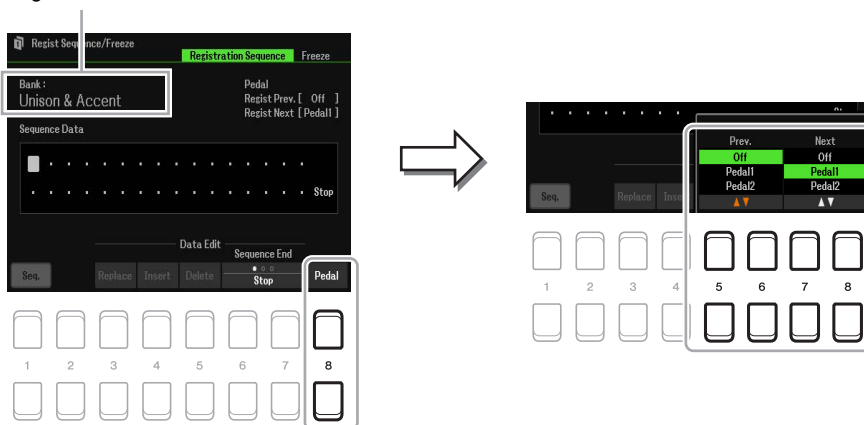 Regist Sequence/Freeze
Registration Sequence Freeze
Bank :
Unison & Accent
Pedal
Regist Prev. [ Off ]
Regist Next [ Pedal1 ]
Sequence Data
Stop
Data Edit
Sequence End
Seq. Replace Insert Delete Stop Pedal
1 2 3 4 5 6 7 8
Prev. Next
Off Off
Pedal1 Pedal1
Pedal2 Pedal2
Seq. Replace
1 2 3 4 5 6 7 8